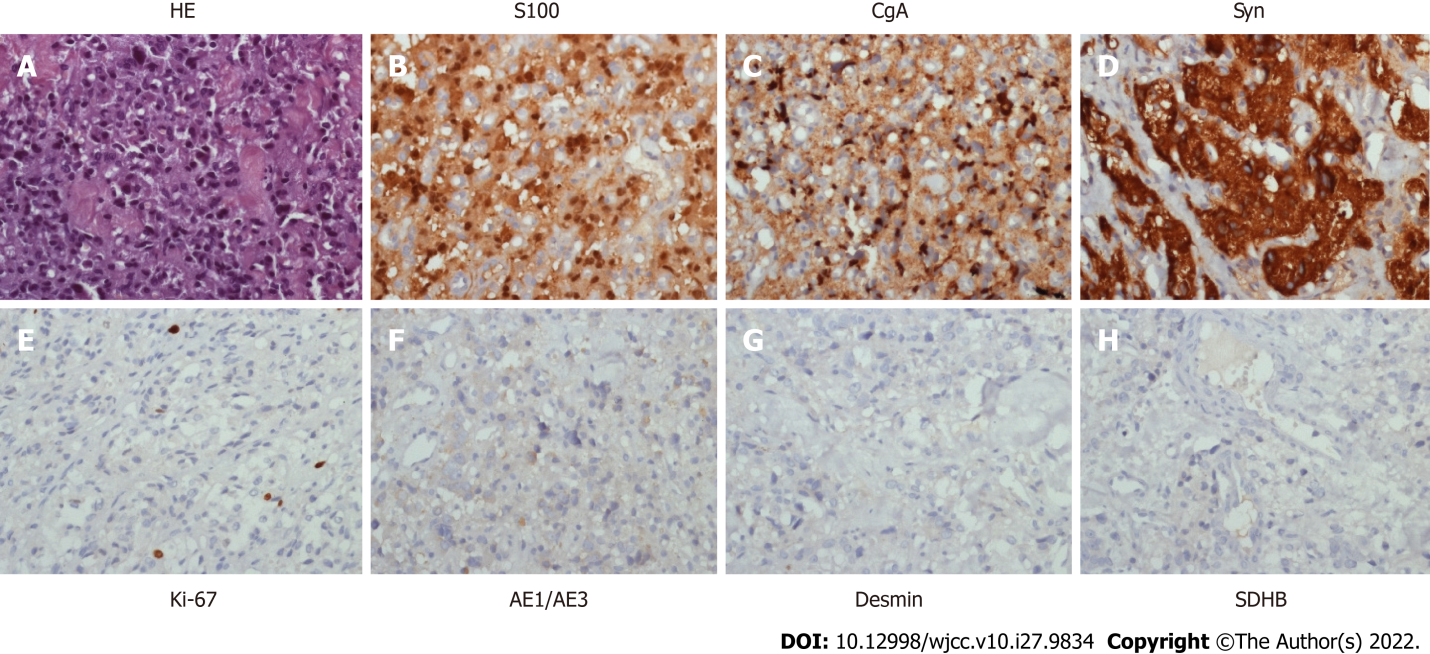 HE S100 CgA Syn
A B C D
E F G H
Ki-67 AE1/AE3 Desmin SDHB
DOI: 10.12998/wjcc.v10.i27.9834 Copyright ©The Author(s) 2022.